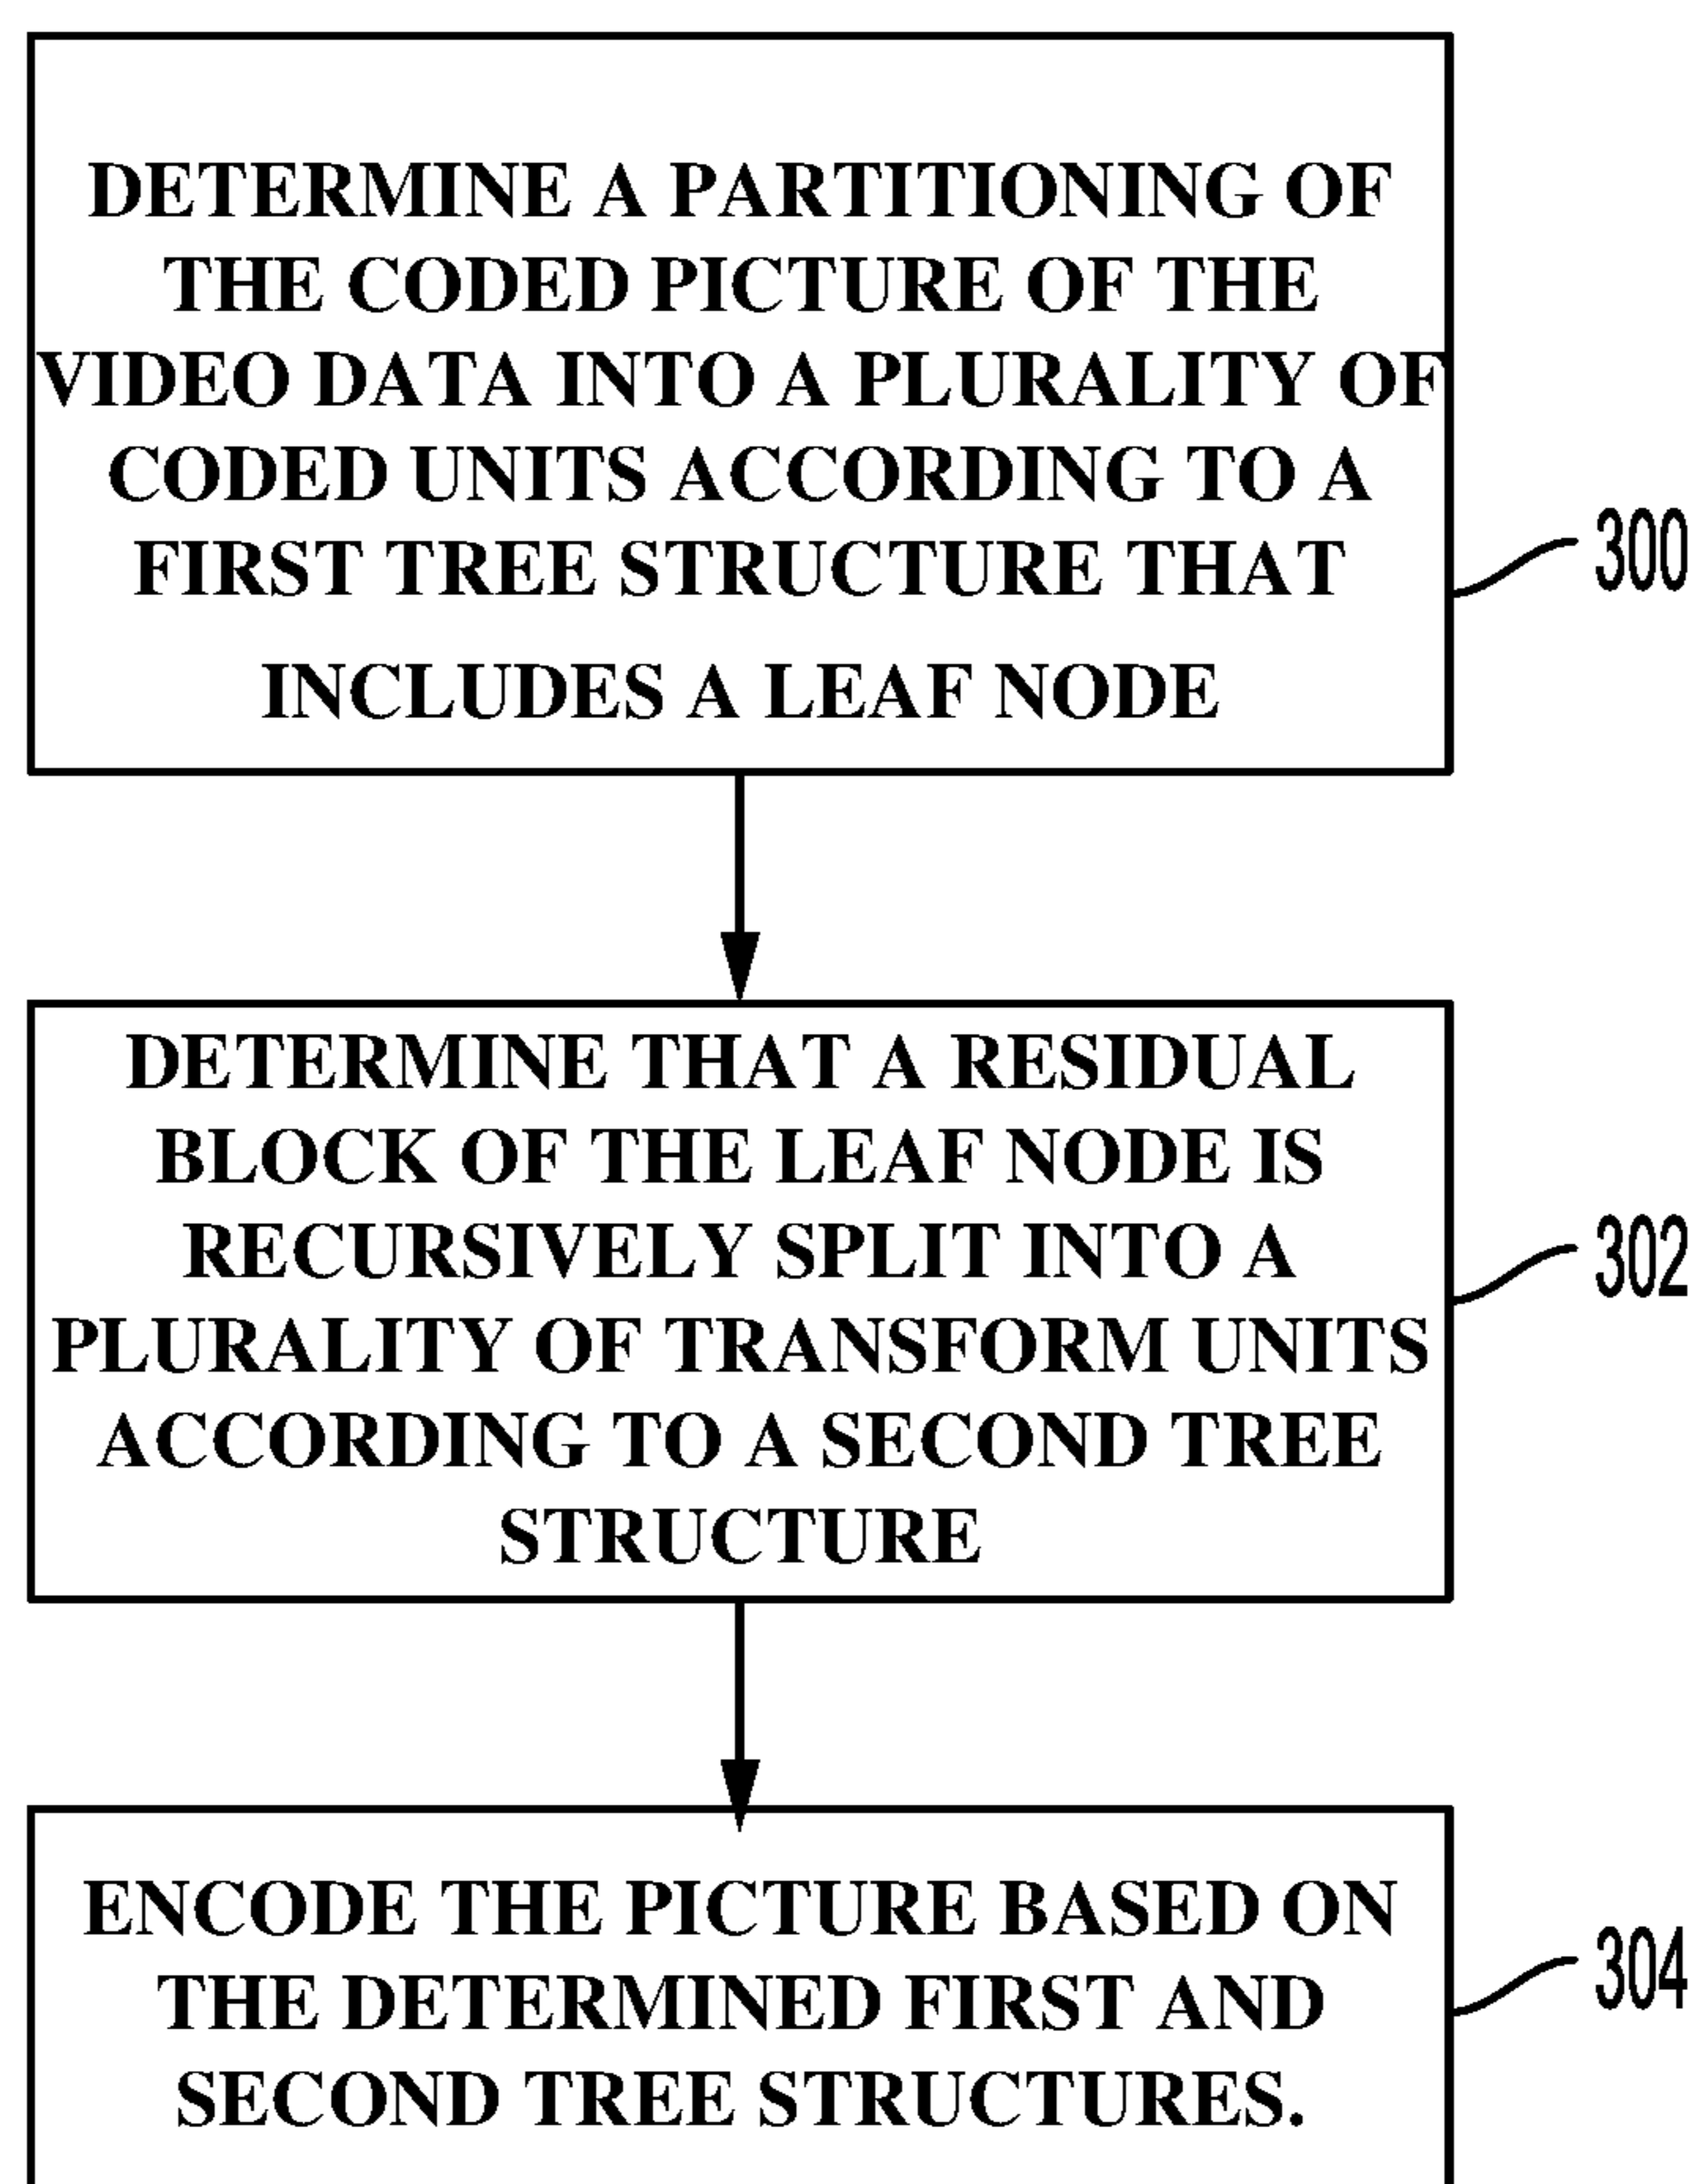 DETERMINE A PARTITIONING OF
THE CODED PICTURE OF THE
VIDEO DATA INTO A PLURALITY OF
CODED UNITS ACCORDING TO A
FIRST TREE STRUCTURE THAT
INCLUDES A LEAF NODE
300
DETERMINE THAT A RESIDUAL
BLOCK OF THE LEAF NODE IS
RECURSIVELY SPLIT INTO A
PLURALITY OF TRANSFORM UNITS
ACCORDING TO A SECOND TREE
STRUCTURE
302
ENCODE THE PICTURE BASED ON
THE DETERMINED FIRST AND
SECOND TREE STRUCTURES.
304